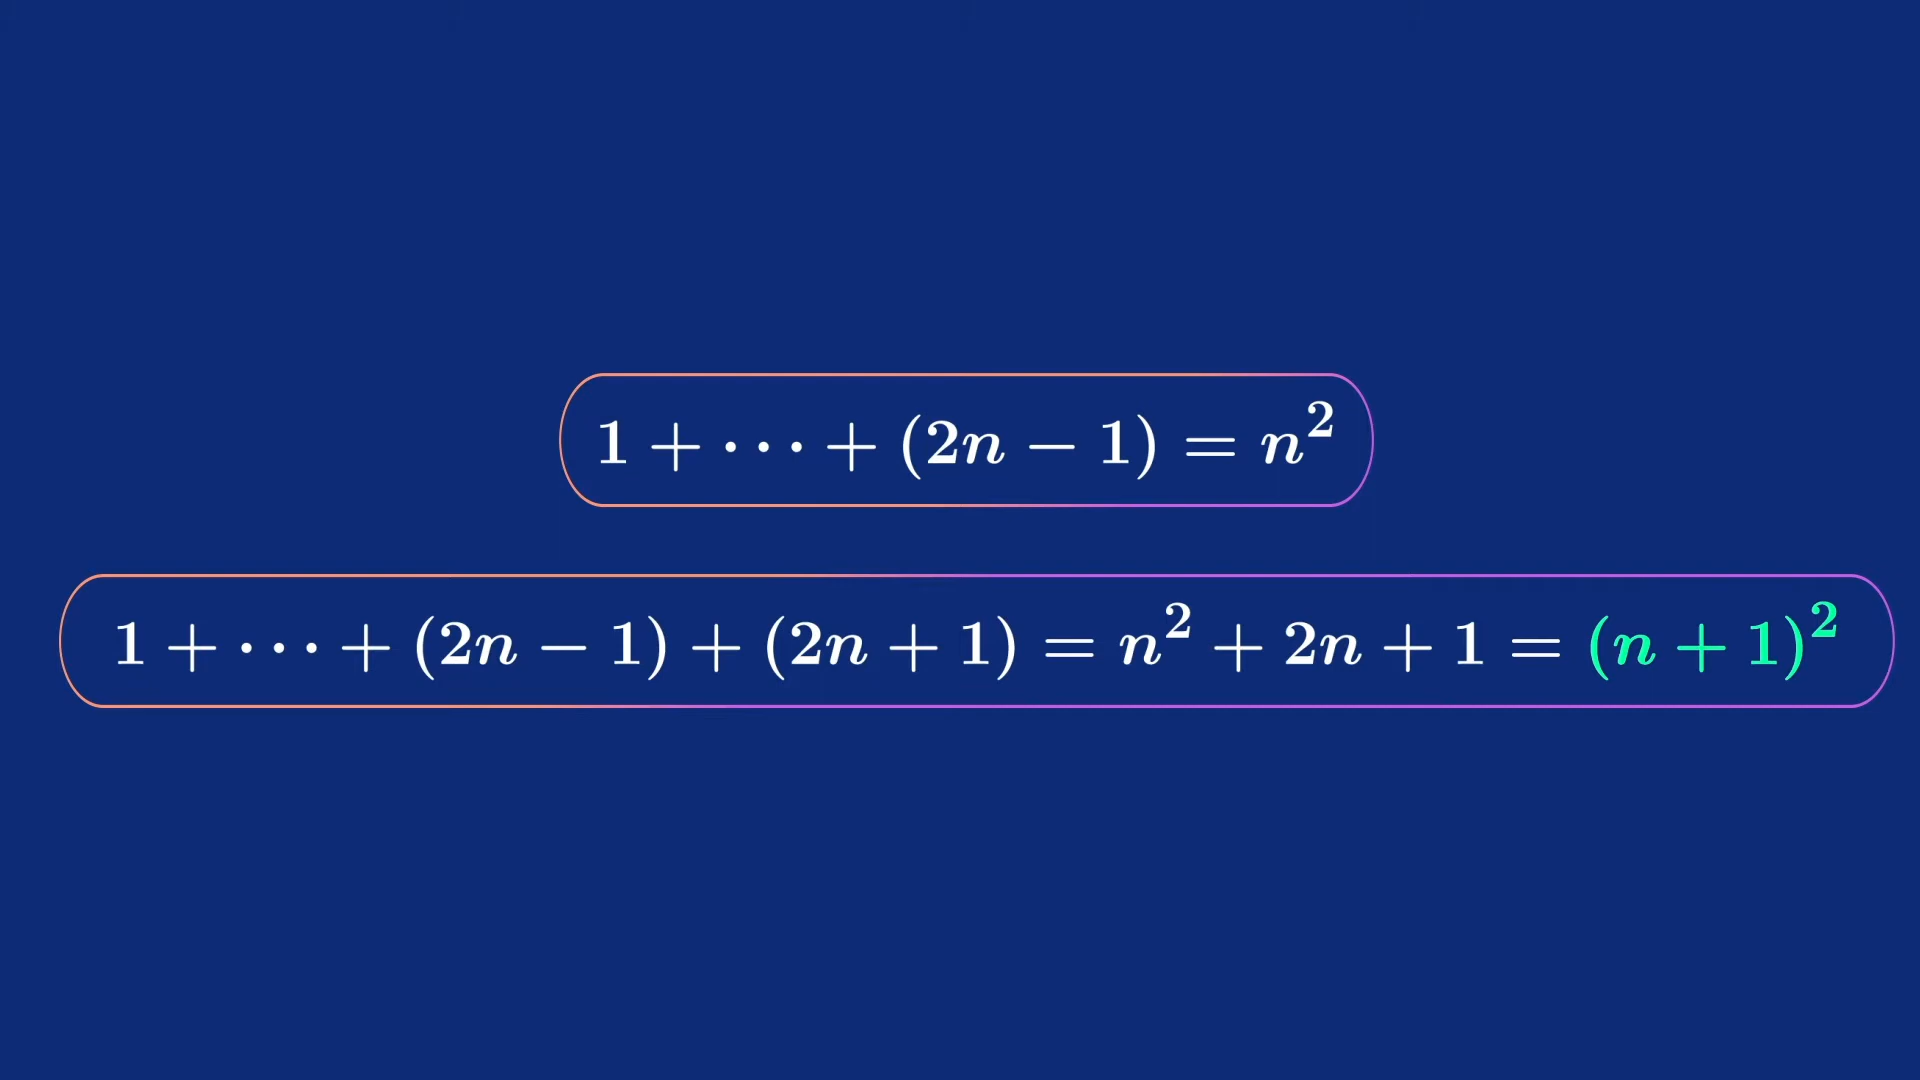 1 + ··· + (2n − 1) = n²
1 + ··· + (2n − 1) + (2n + 1) = n² + 2n + 1 = (n + 1)²